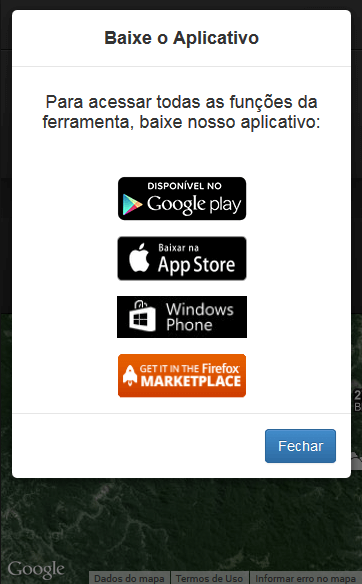 Baixe o Aplicativo
Para acessar todas as funções da
ferramenta, baixe nosso aplicativo:
DISPONÍVEL NO
Google play
Baixar na
App Store
Windows
Phone
GET IT IN THE Firefox
MARKETPLACE
2
B
Fechar
Google
Dados do mapa
Termos de Uso
Informar erro no mapa